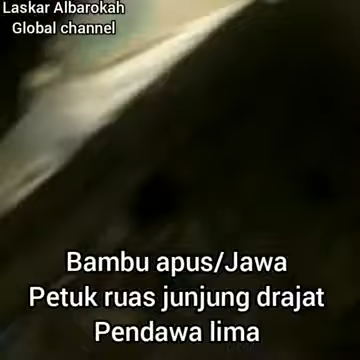 Laskar Albarokah
Global channel
Bambu apus/Jawa
Petuk ruas junjung drajat
Pendawa lima